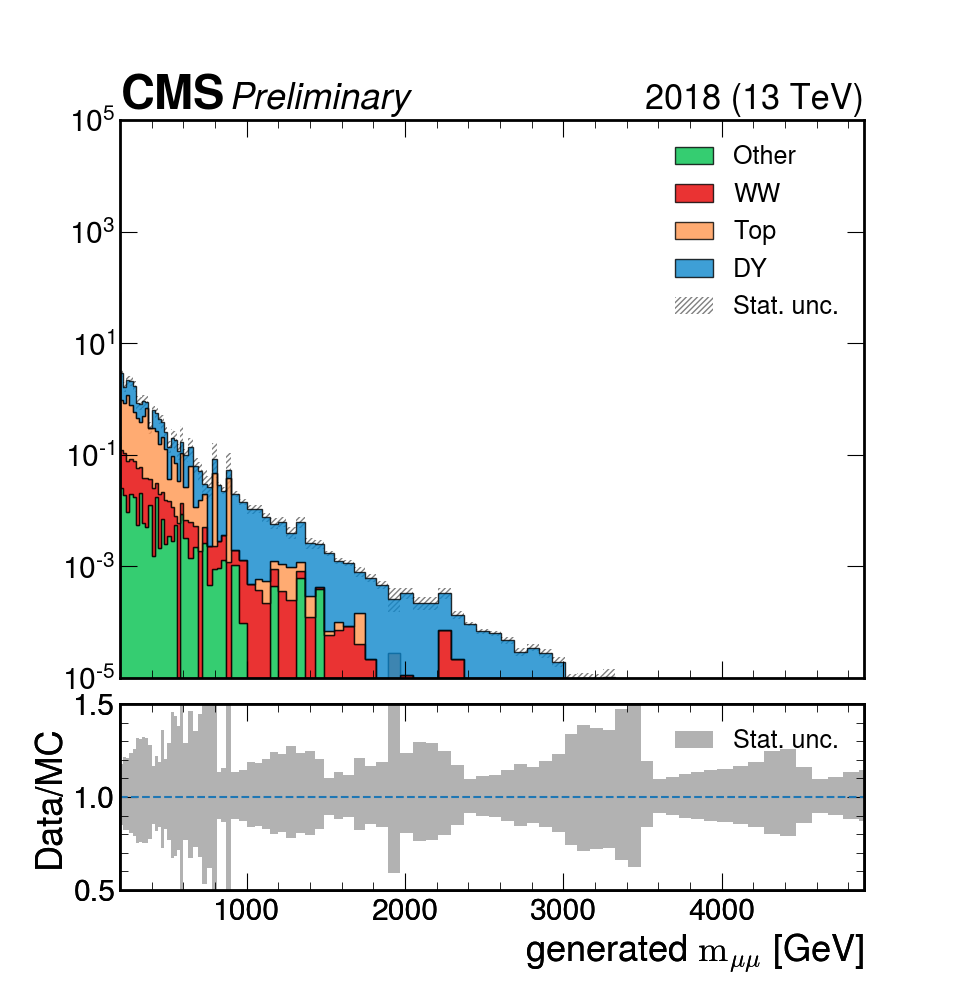 CMS Preliminary 2018 (13 TeV)
10^5
10^3
10^1
10^-1
10^-3
10^-5
Other
WW
Top
DY
Stat. unc.
1.5
1.0
0.5
Data/MC
Stat. unc.
1000 2000 3000 4000
generated m_μμ [GeV]